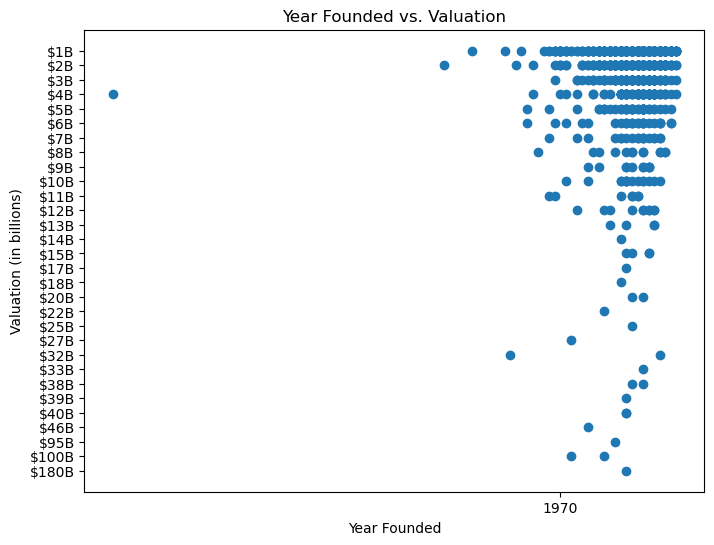 Year Founded vs. Valuation
$1B
$2B
$3B
$4B
$5B
$6B
$7B
$8B
$9B
$10B
$11B
$12B
$13B
$14B
$15B
$17B
$18B
$20B
$22B
$25B
$27B
$32B
$33B
$38B
$39B
$40B
$46B
$95B
$100B
$180B
Valuation (in billions)
1970
Year Founded